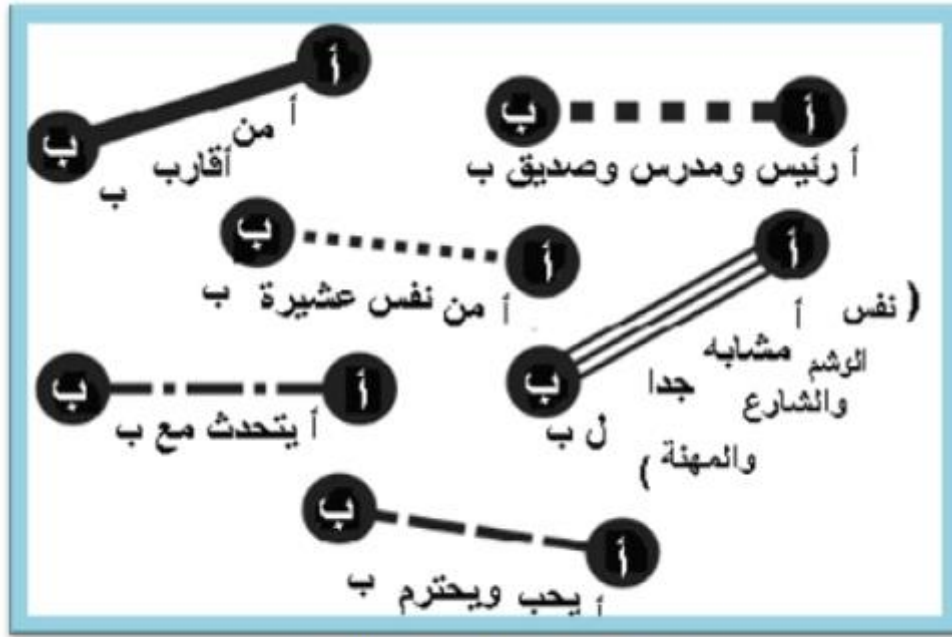 أ
ب
أ من أقارب ب
أ
ب
أ رئيس ومدرس وصديق ب
أ
ب
أ من نفس عشيرة ب
أ
ب
أ مشابه جدا ل ب
( نفس
الوشم
والشارع
والمهنة )
أ
ب
أ يتحدث مع ب
أ
ب
أ يحب ويحترم ب